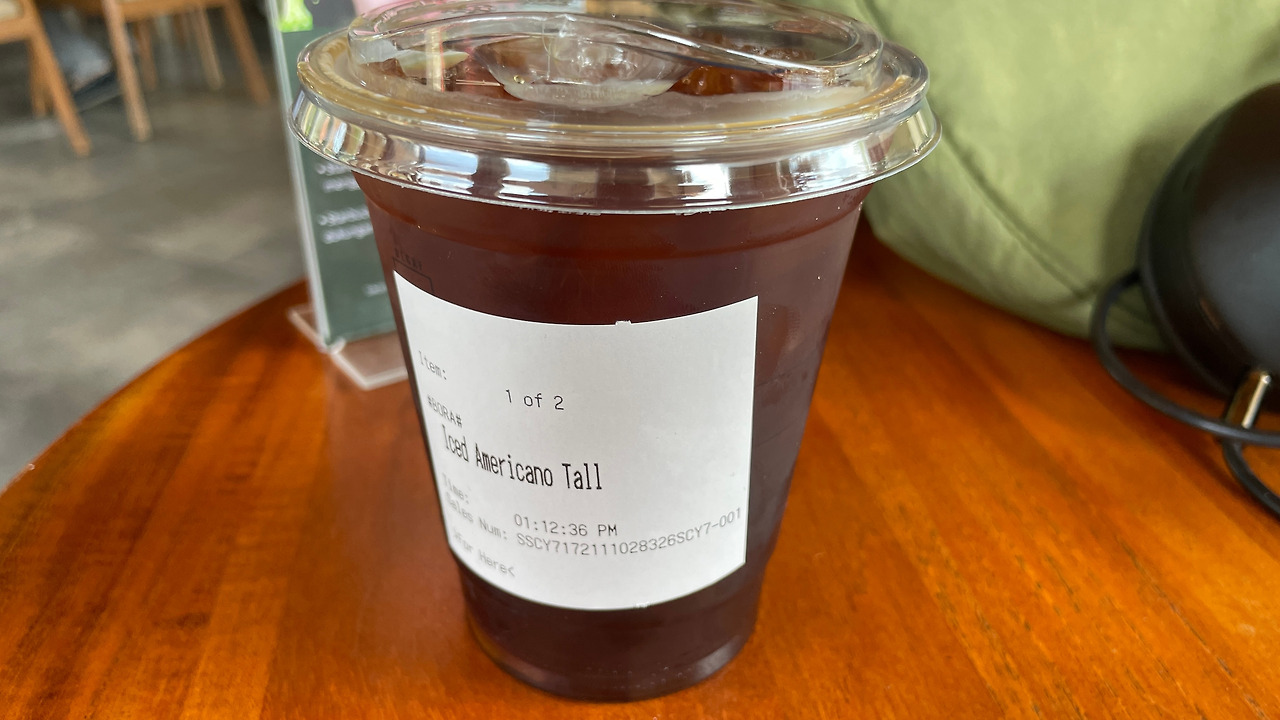 Item:
1 of 2
#BORA#
Iced Americano Tall
Time:
01:12:36 PM
Sales Num: SSCY7172111028326SCY7-001
>For Here<